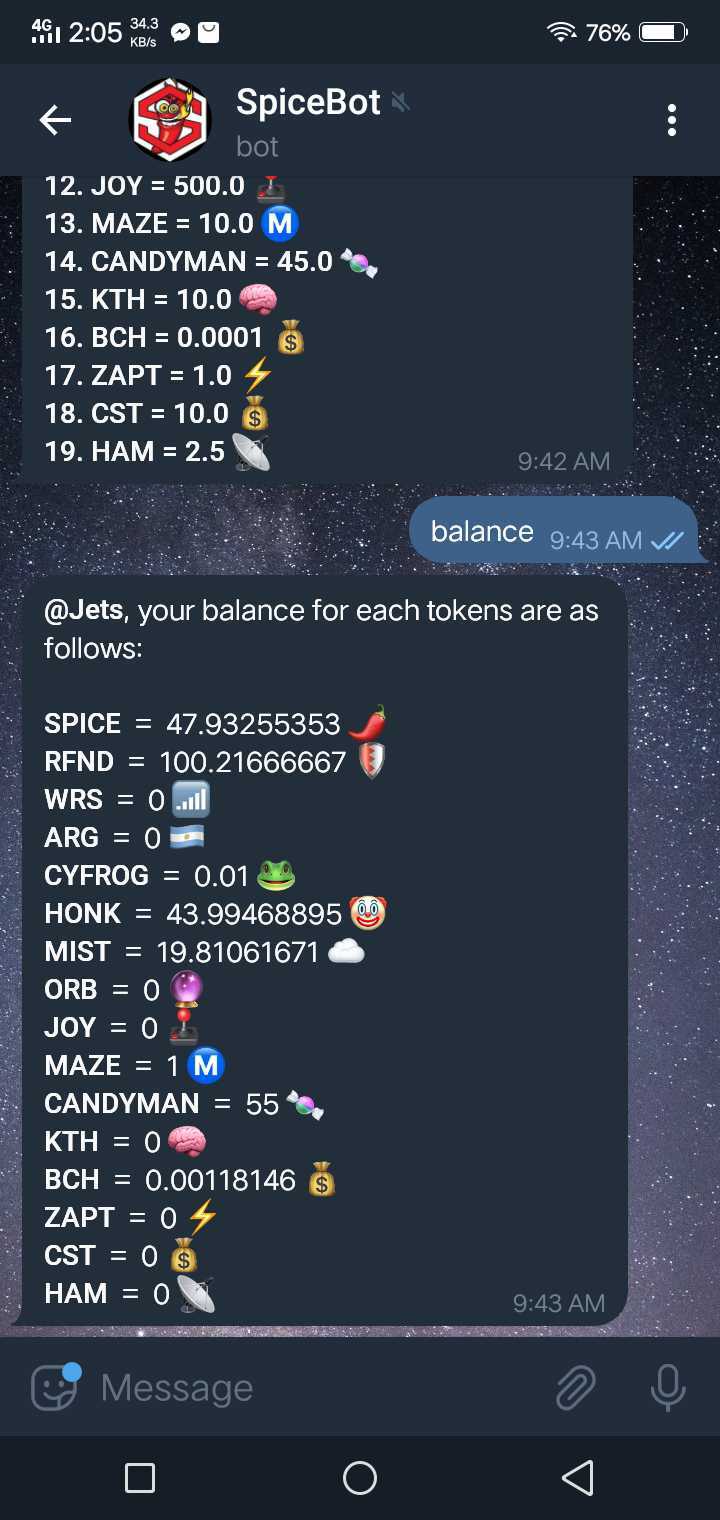 4G 2:05 34.3 KB/s 76%
SpiceBot
bot
12. JOY = 500.0 🕹️
13. MAZE = 10.0 Ⓜ️
14. CANDYMAN = 45.0 🍬
15. KTH = 10.0 🧠
16. BCH = 0.0001 💰
17. ZAPT = 1.0 ⚡
18. CST = 10.0 💰
19. HAM = 2.5 📡
9:42 AM
balance 9:43 AM
@Jets, your balance for each tokens are as
follows:
SPICE = 47.93255353 🌶️
RFND = 100.21666667 🛡️
WRS = 0 📶
ARG = 0 🇦🇷
CYFROG = 0.01 🐸
HONK = 43.99468895 🤡
MIST = 19.81061671 ☁️
ORB = 0 🔮
JOY = 0 🕹️
MAZE = 1 Ⓜ️
CANDYMAN = 55 🍬
KTH = 0 🧠
BCH = 0.00118146 💰
ZAPT = 0 ⚡
CST = 0 💰
HAM = 0 📡
9:43 AM
Message